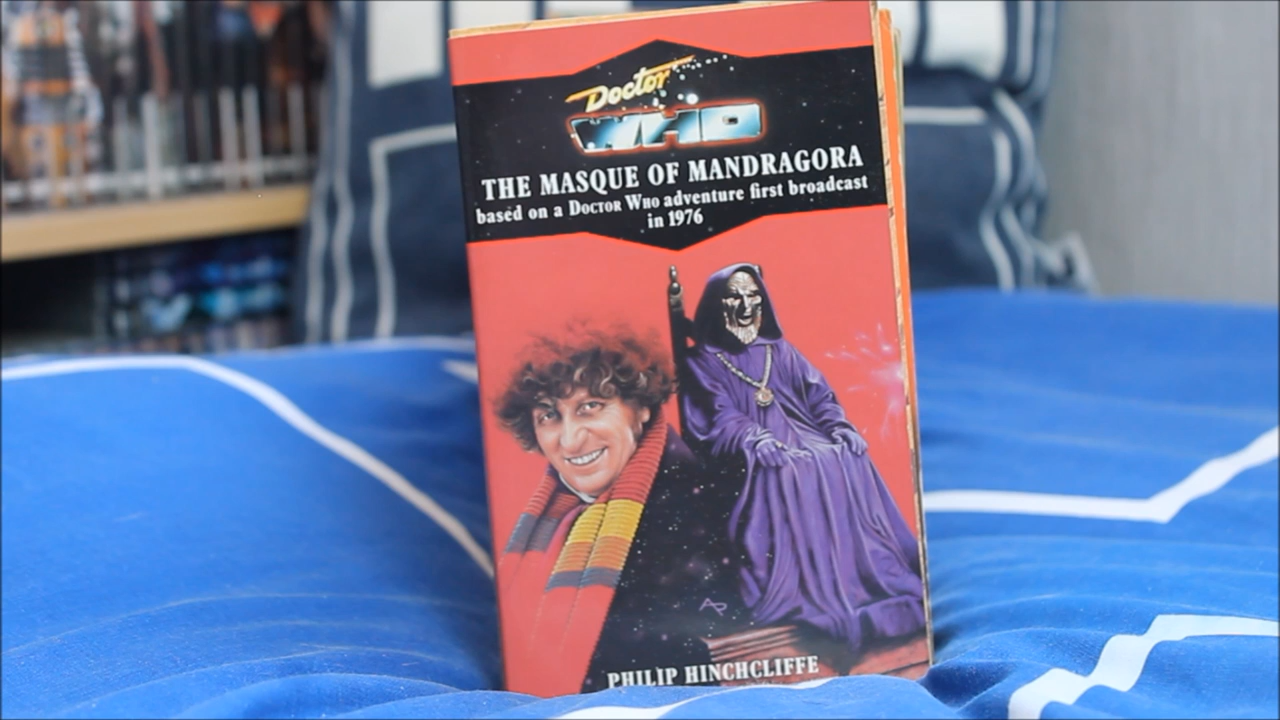 Doctor
WHO
THE MASQUE OF MANDRAGORA
based on a DOCTOR WHO adventure first broadcast
in 1976
AP
PHILIP HINCHCLIFFE